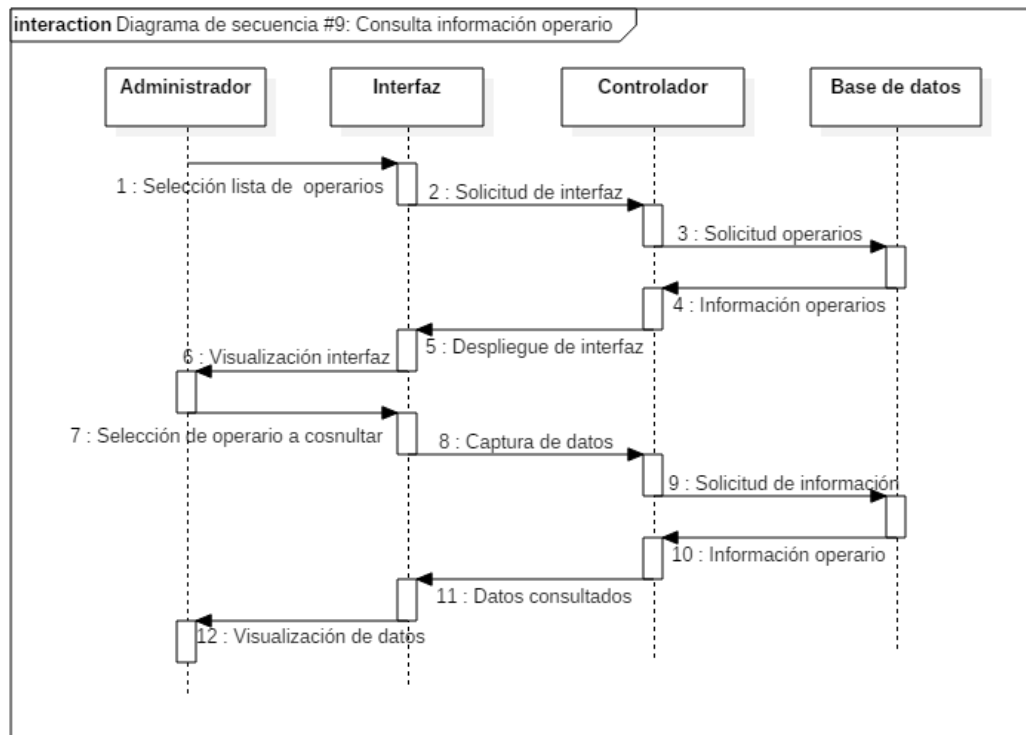 interaction Diagrama de secuencia #9: Consulta información operario
Administrador Interfaz Controlador Base de datos
1 : Selección lista de operarios
2 : Solicitud de interfaz
3 : Solicitud operarios
4 : Información operarios
5 : Despliegue de interfaz
6 : Visualización interfaz
7 : Selección de operario a cosnultar
8 : Captura de datos
9 : Solicitud de información
10 : Información operario
11 : Datos consultados
12 : Visualización de datos